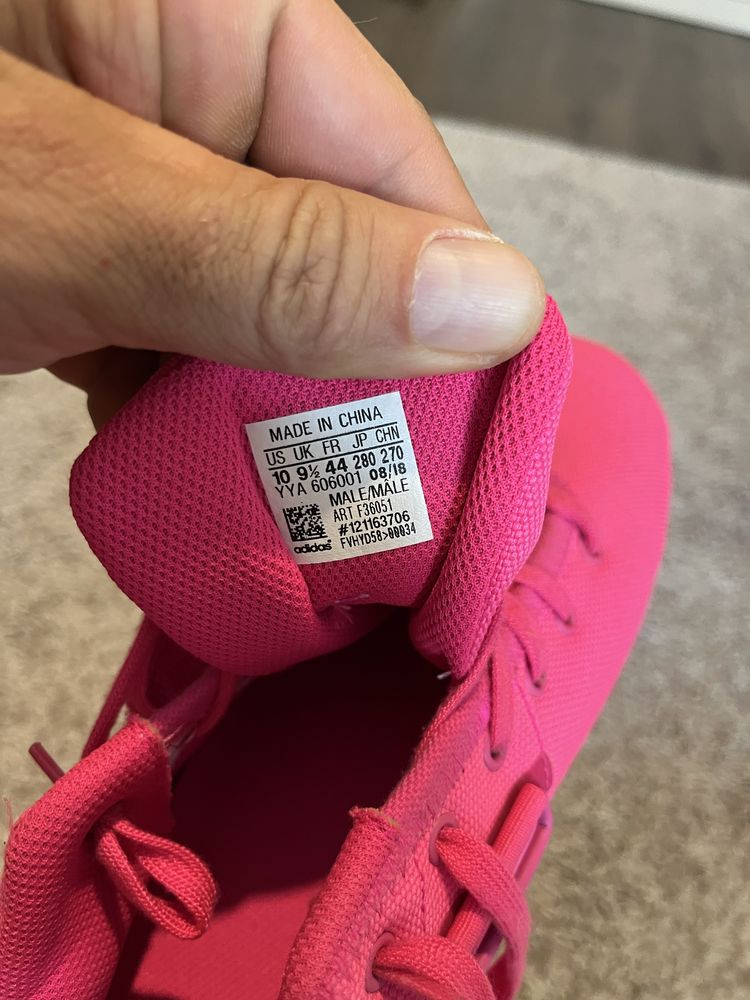 MADE IN CHINA
US UK FR JP CHN
10 9½ 44 280 270
YYA 606001 08/18
MALE/MÂLE
ART F36051
#121163706
FVHYD58>00034
adidas